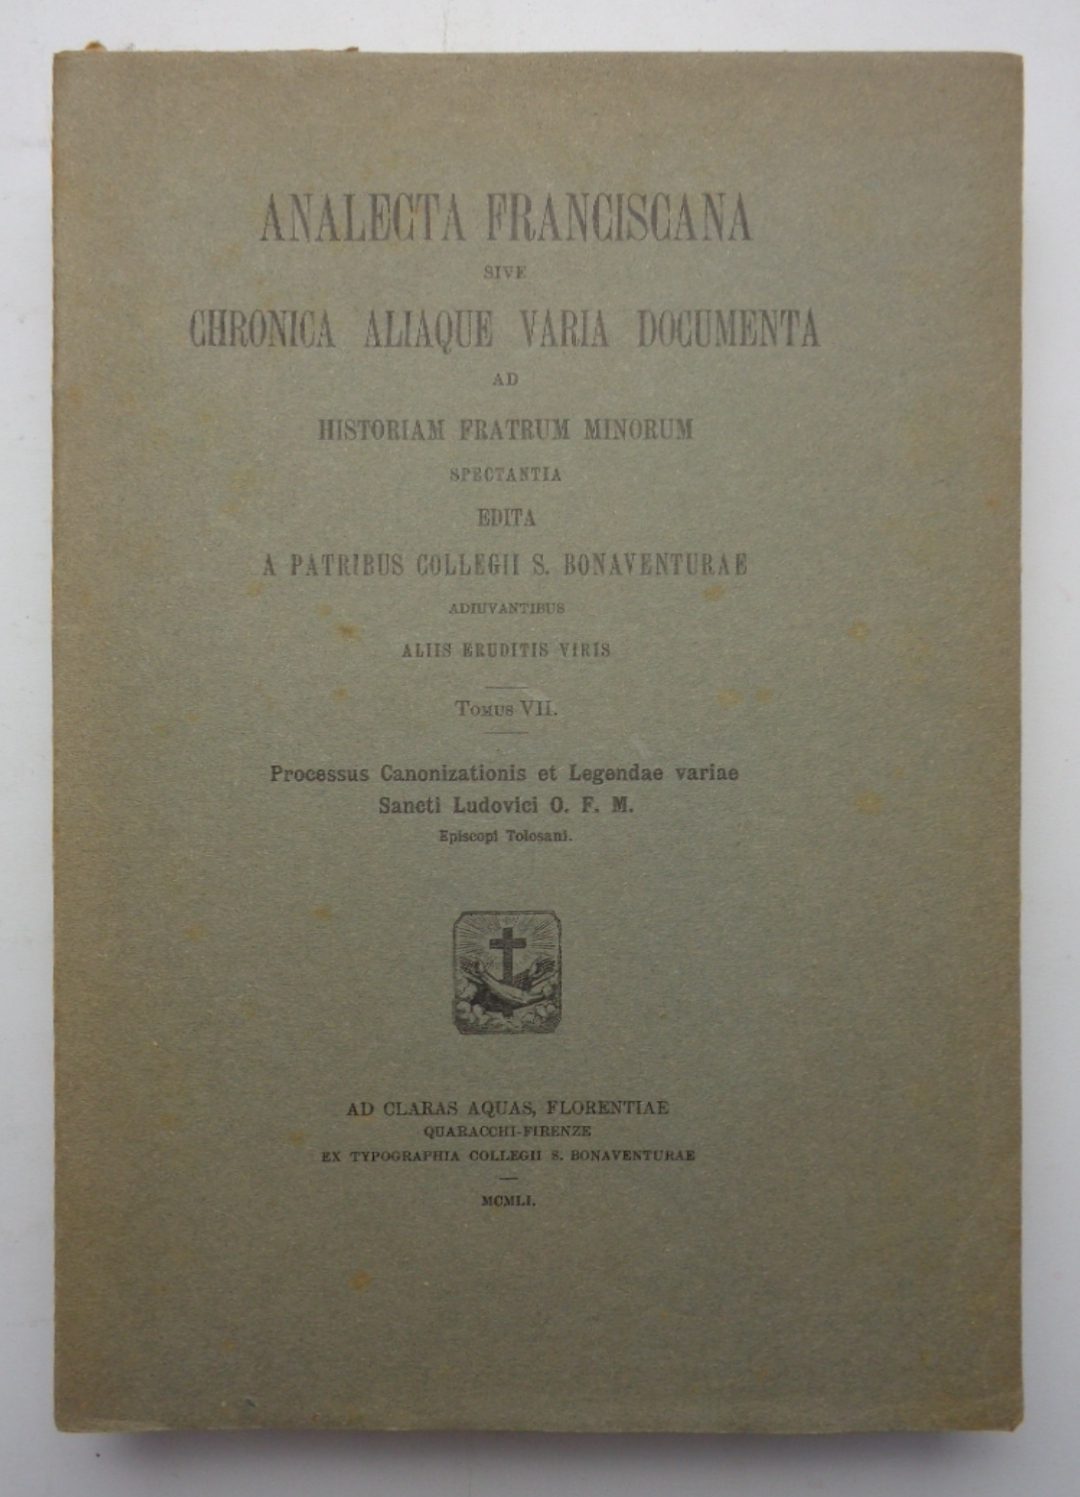 ANALECTA FRANCISCANA
SIVE
CHRONICA ALIAQUE VARIA DOCUMENTA
AD
HISTORIAM FRATRUM MINORUM
SPECTANTIA
EDITA
A PATRIBUS COLLEGII S. BONAVENTURAE
ADIUVANTIBUS
ALIIS ERUDITIS VIRIS
TOMUS VII.
Processus Canonizationis et Legendae variae
Sancti Ludovici O. F. M.
Episcopi Tolosani.
AD CLARAS AQUAS, FLORENTIAE
QUARACCHI-FIRENZE
EX TYPOGRAPHIA COLLEGII S. BONAVENTURAE
MCMLI.